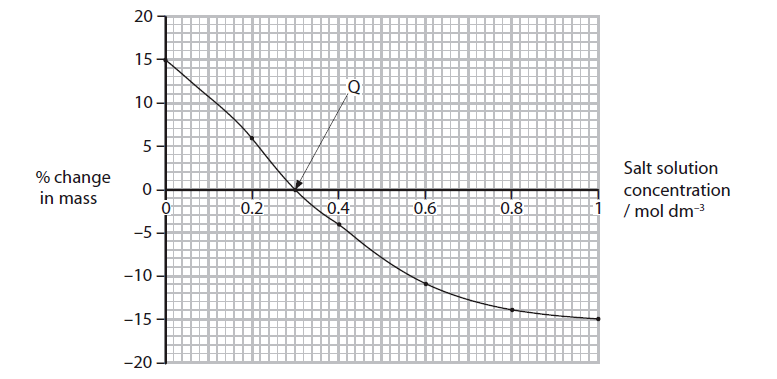 20
15
10
5
0
−5
−10
−15
−20
% change
in mass
Q
0
0.2
0.4
0.6
0.8
1
Salt solution
concentration
/ mol dm⁻³